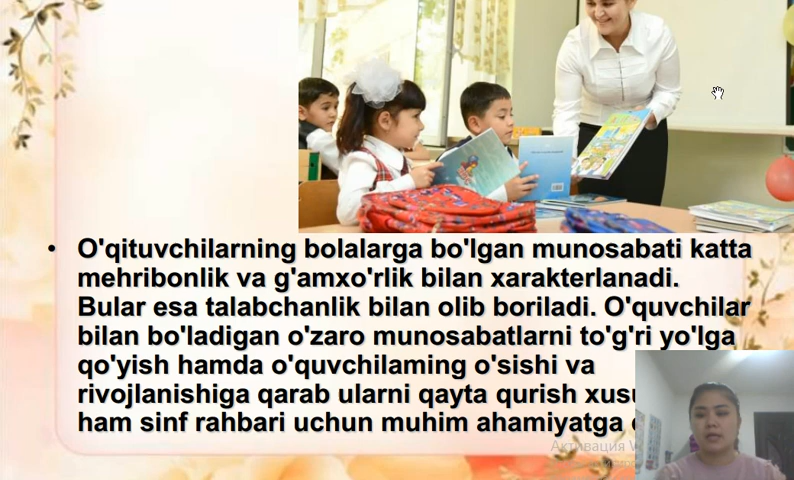 • O'qituvchilarning bolalarga bo'lgan munosabati katta
mehribonlik va g'amxo'rlik bilan xarakterlanadi.
Bular esa talabchanlik bilan olib boriladi. O'quvchilar
bilan bo'ladigan o'zaro munosabatlarni to'g'ri yo'lga
qo'yish hamda o'quvchilaming o'sishi va
rivojlanishiga qarab ularni qayta qurish
ham sinf rahbari uchun muhim ahamiyatga
Активация W